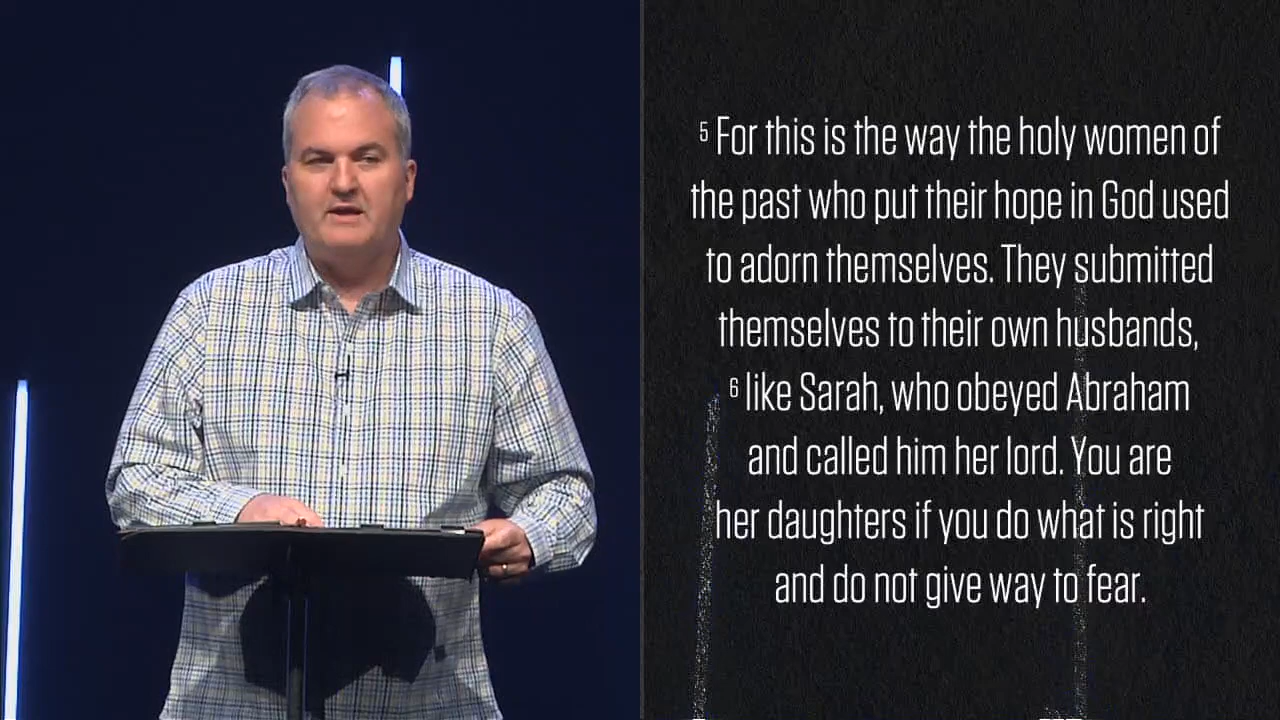 5 For this is the way the holy women of
the past who put their hope in God used
to adorn themselves. They submitted
themselves to their own husbands,
6 like Sarah, who obeyed Abraham
and called him her lord. You are
her daughters if you do what is right
and do not give way to fear.